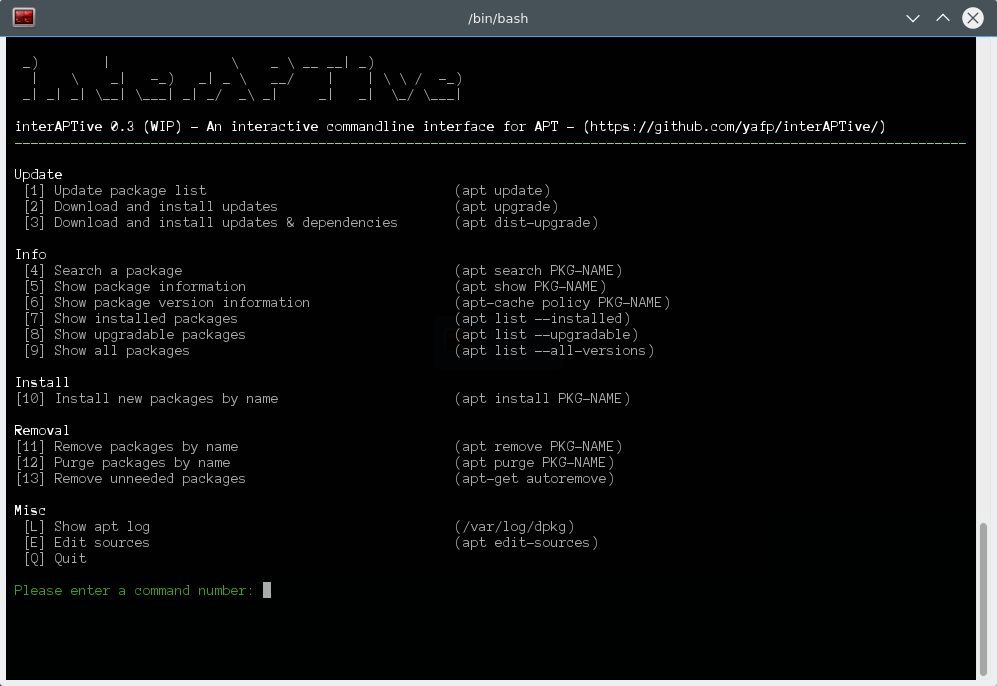 /bin/bash
interAPTive
interAPTive 0.3 (WIP) - An interactive commandline interface for APT - (https://github.com/yafp/interAPTive/)
Update
[1] Update package list (apt update)
[2] Download and install updates (apt upgrade)
[3] Download and install updates & dependencies (apt dist-upgrade)
Info
[4] Search a package (apt search PKG-NAME)
[5] Show package information (apt show PKG-NAME)
[6] Show package version information (apt-cache policy PKG-NAME)
[7] Show installed packages (apt list --installed)
[8] Show upgradable packages (apt list --upgradable)
[9] Show all packages (apt list --all-versions)
Install
[10] Install new packages by name (apt install PKG-NAME)
Removal
[11] Remove packages by name (apt remove PKG-NAME)
[12] Purge packages by name (apt purge PKG-NAME)
[13] Remove unneeded packages (apt-get autoremove)
Misc
[L] Show apt log (/var/log/dpkg)
[E] Edit sources (apt edit-sources)
[Q] Quit
Please enter a command number: